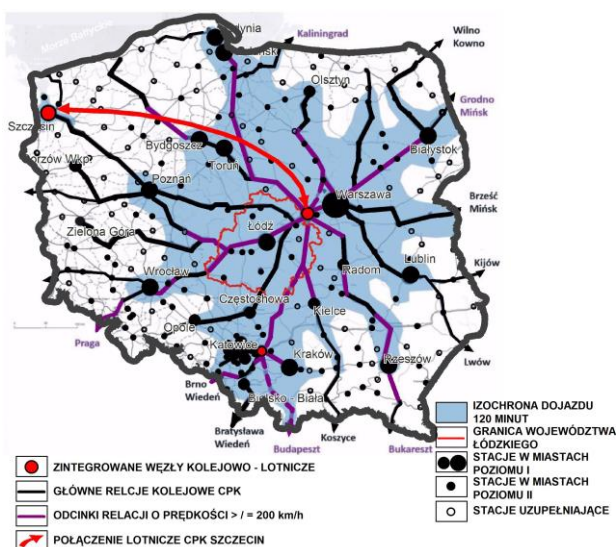 Morze Bałtyckie
Kaliningrad
Wilno
Kowno
Olsztyn
Grodno
Mińsk
Szczecin
Bydgoszcz
Toruń
Białystok
Poznań
Warszawa
Brześć
Mińsk
Zielona Góra
Łódź
Wrocław
Radom
Lublin
Kijów
Częstochowa
Praga
Opole
Kielce
Katowice
Kraków
Rzeszów
Lwów
Brno
Wiedeń
Bratysława
Wiedeń
Budapeszt
Koszyce
Bukareszt
IZOCHRONA DOJAZDU
120 MINUT
GRANICA WOJEWÓDZTWA
ŁÓDZKIEGO
STACJE W MIASTACH
POZIOMU I
STACJE W MIASTACH
POZIOMU II
STACJE UZUPEŁNIAJĄCE
ZINTEGROWANE WĘZŁY KOLEJOWO - LOTNICZE
GŁÓWNE RELCJE KOLEJOWE CPK
ODCINKI RELACJI O PRĘDKOŚCI > / = 200 km/h
POŁĄCZENIE LOTNICZE CPK SZCZECIN